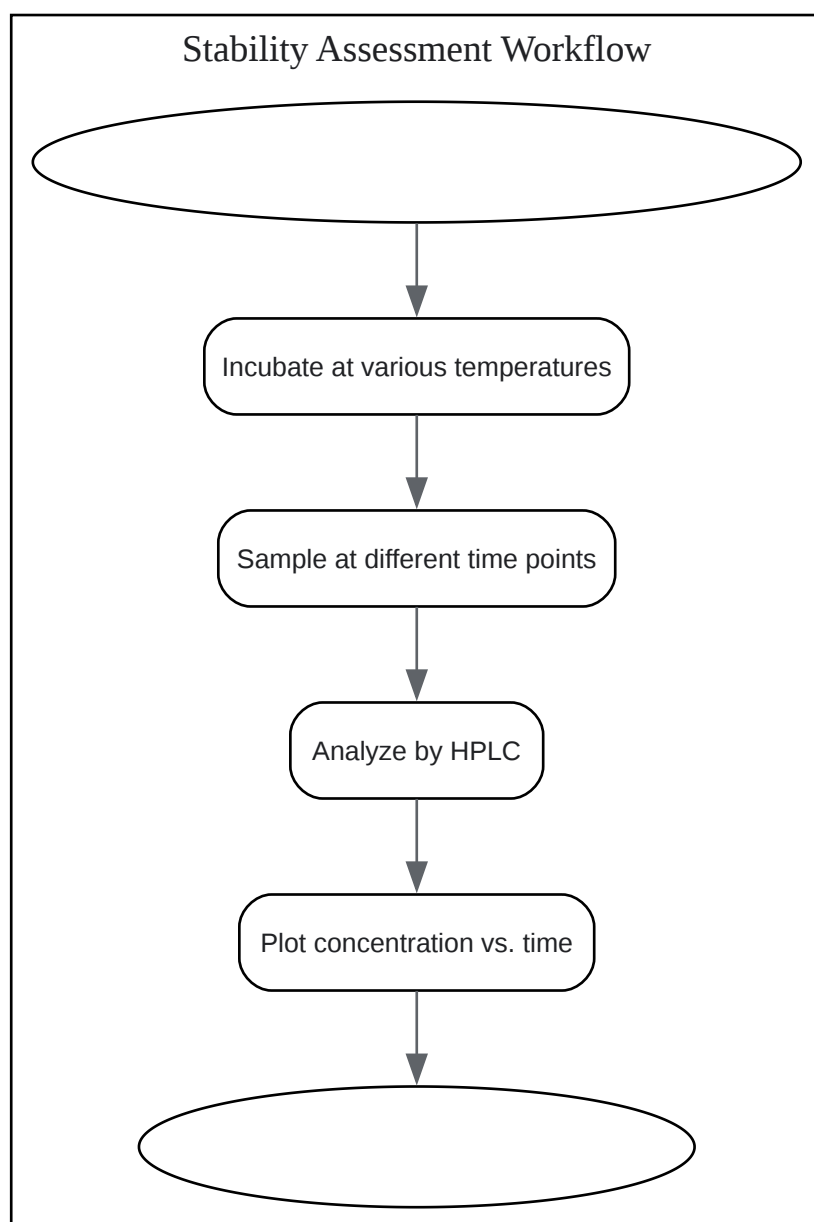 Stability Assessment Workflow
Incubate at various temperatures
Sample at different time points
Analyze by HPLC
Plot concentration vs. time